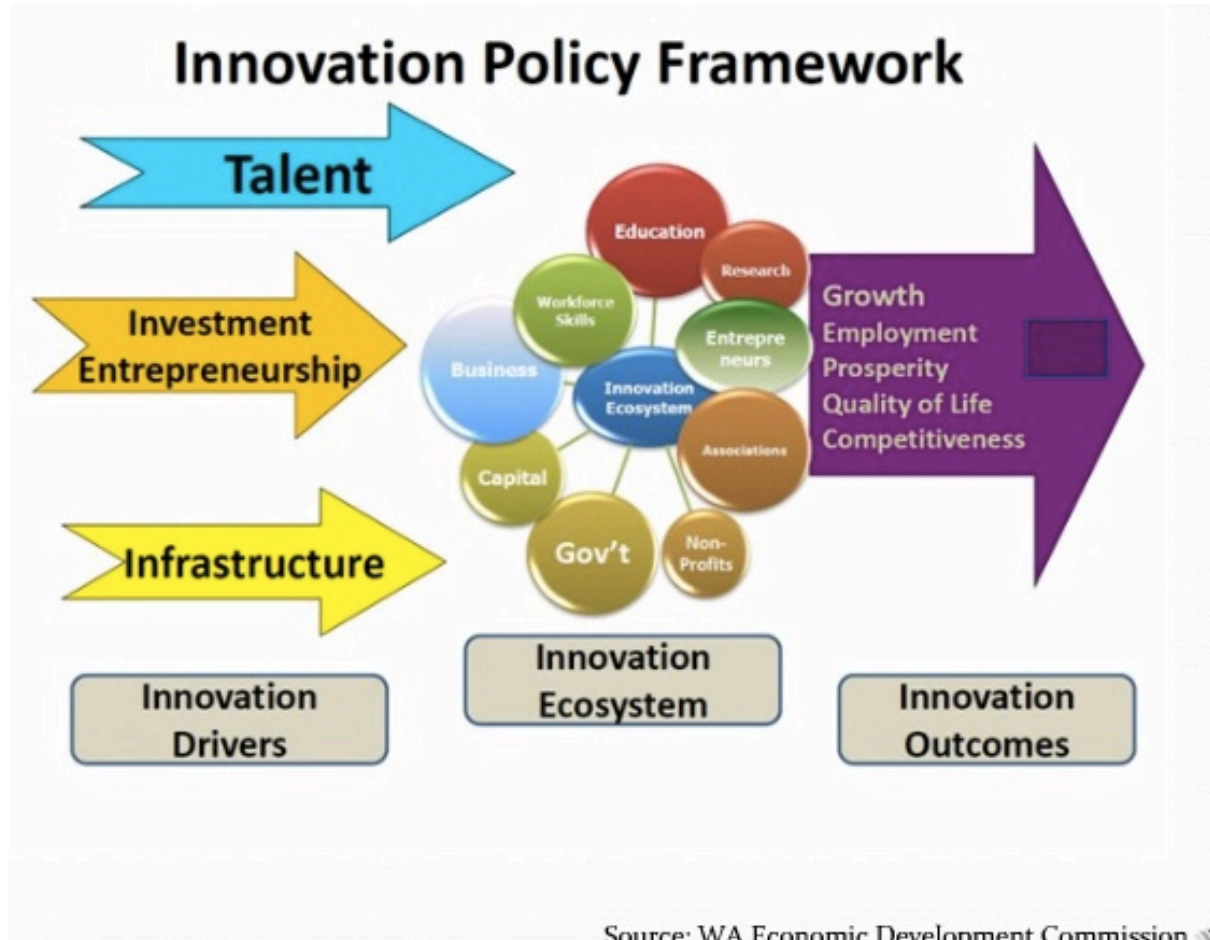 Innovation Policy Framework
Talent
Investment
Entrepreneurship
Infrastructure
Education
Research
Workforce
Skills
Entrepre
neurs
Business
Innovation
Ecosystem
Associations
Capital
Gov't
Non-
Profits
Growth
Employment
Prosperity
Quality of Life
Competitiveness
Innovation
Drivers
Innovation
Ecosystem
Innovation
Outcomes
Source: WA Economic Development Commission